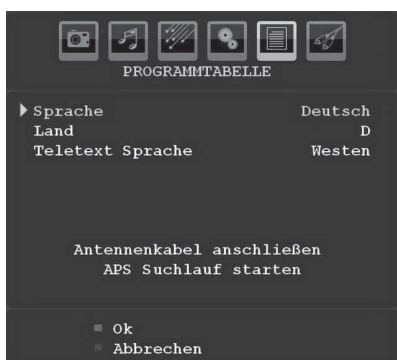 PROGRAMMTABELLE
Sprache Deutsch
Land D
Teletext Sprache Westen
Antennenkabel anschließen
APS Suchlauf starten
Ok
Abbrechen